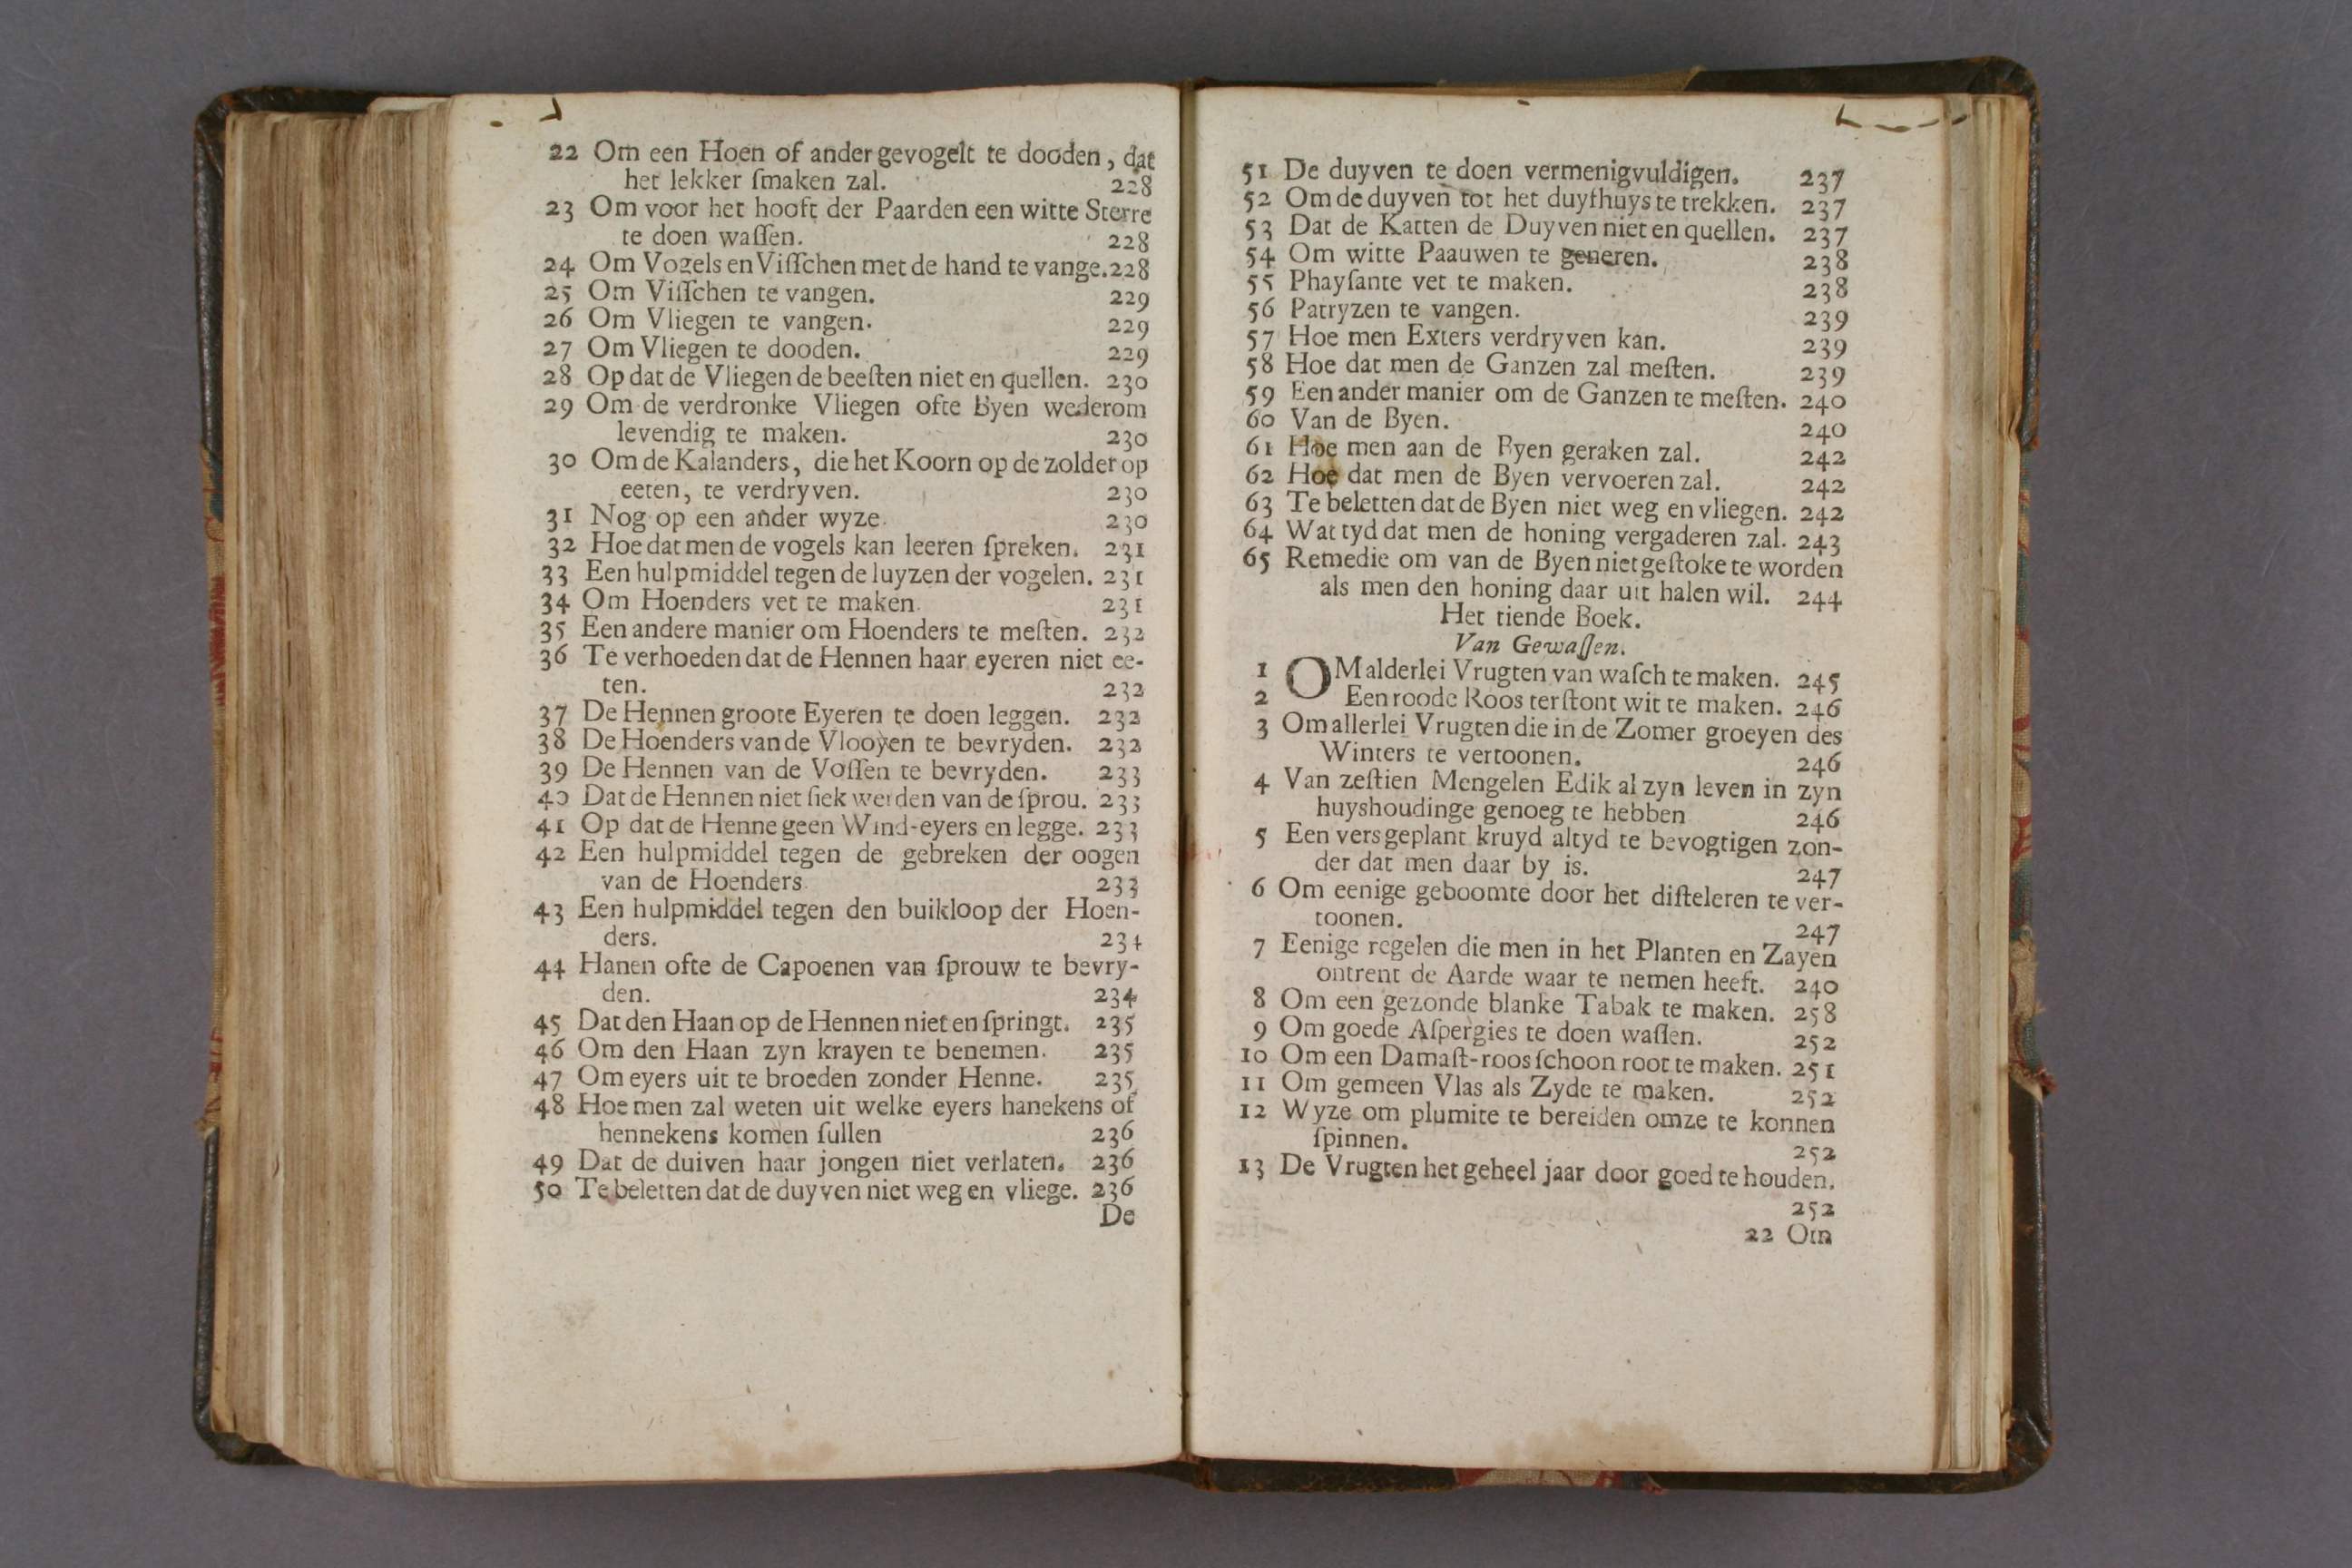 22 Om een Hoen of ander gevogelt te dooden, dat
het lekker ſmaken zal. 228
23 Om voor het hooft der Paarden een witte Sterre
te doen waſſen. 228
24 Om Vogels en Viſſchen met de hand te vange. 228
25 Om Viſſchen te vangen. 229
26 Om Vliegen te vangen. 229
27 Om Vliegen te dooden. 229
28 Op dat de Vliegen de beeſten niet en quellen. 230
29 Om de verdronke Vliegen ofte Byen wederom
levendig te maken. 230
30 Om de Kalanders, die het Koorn op de zolder op
eeten, te verdryven. 230
31 Nog op een ander wyze. 230
32 Hoe dat men de vogels kan leeren ſpreken. 231
33 Een hulpmiddel tegen de luyzen der vogelen. 231
34 Om Hoenders vet te maken. 231
35 Een andere manier om Hoenders te meſten. 232
36 Te verhoeden dat de Hennen haar eyeren niet ee-
ten. 232
37 De Hennen groote Eyeren te doen leggen. 232
38 De Hoenders van de Vlooyen te bevryden. 232
39 De Hennen van de Voſſen te bevryden. 233
40 Dat de Hennen niet ſiek werden van de ſprou. 233
41 Op dat de Henne geen Wind-eyers en legge. 233
42 Een hulpmiddel tegen de gebreken der oogen
van de Hoenders. 233
43 Een hulpmiddel tegen den buikloop der Hoen-
ders. 234
44 Hanen ofte de Capoenen van ſprouw te bevry-
den. 234
45 Dat den Haan op de Hennen niet en ſpringt. 235
46 Om den Haan zyn krayen te benemen. 235
47 Om eyers uit te broeden zonder Henne. 235
48 Hoe men zal weten uit welke eyers hanekens of
hennekens komen ſullen 236
49 Dat de duiven haar jongen niet verlaten. 236
50 Te beletten dat de duyven niet weg en vliege. 236
De
51 De duyven te doen vermenigvuldigen. 237
52 Om de duyven tot het duyfhuys te trekken. 237
53 Dat de Katten de Duyven niet en quellen. 237
54 Om witte Paauwen te generen. 238
55 Phayſante vet te maken. 238
56 Patryzen te vangen. 239
57 Hoe men Exters verdryven kan. 239
58 Hoe dat men de Ganzen zal meſten. 239
59 Een ander manier om de Ganzen te meſten. 240
60 Van de Byen. 240
61 Hoe men aan de Byen geraken zal. 242
62 Hoe dat men de Byen vervoeren zal. 242
63 Te beletten dat de Byen niet weg en vliegen. 242
64 Wat tyd dat men de honing vergaderen zal. 243
65 Remedie om van de Byen niet geſtoke te worden
als men den honing daar uit halen wil. 244
Het tiende Boek.
Van Gewaſſen.
1 OM alderlei Vrugten van waſch te maken. 245
2 Een roode Roos terſtont wit te maken. 246
3 Om allerlei Vrugten die in de Zomer groeyen des
Winters te vertoonen. 246
4 Van zeſtien Mengelen Edik al zyn leven in zyn
huyshoudinge genoeg te hebben 246
5 Een vers geplant kruyd altyd te bevogtigen zon-
der dat men daar by is. 247
6 Om eenige geboomte door het diſteleren te ver-
toonen. 247
7 Eenige regelen die men in het Planten en Zayen
ontrent de Aarde waar te nemen heeft. 240
8 Om een gezonde blanke Tabak te maken. 258
9 Om goede Aſpergies te doen waſſen. 252
10 Om een Damaſt-roos ſchoon root te maken. 251
11 Om gemeen Vlas als Zyde te maken. 252
12 Wyze om plumite te bereiden omze te konnen
ſpinnen. 252
13 De Vrugten het geheel jaar door goed te houden.
252
22 Om